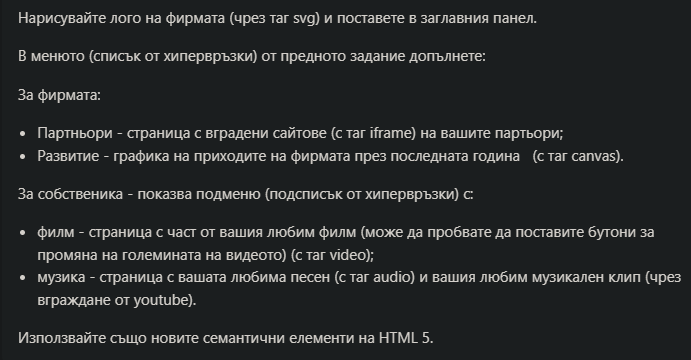 Нарисувайте лого на фирмата (чрез таг svg) и поставете в заглавния панел.
В менюто (списък от хипервръзки) от предното задание допълнете:
За фирмата:
• Партньори - страница с вградени сайтове (с таг iframe) на вашите партьори;
• Развитие - графика на приходите на фирмата през последната година (с таг canvas).
За собственика - показва подменю (подсписък от хипервръзки) с:
• филм - страница с част от вашия любим филм (може да пробвате да поставите бутони за
промяна на големината на видеото) (с таг video);
• музика - страница с вашата любима песен (с таг audio) и вашия любим музикален клип (чрез
вграждане от youtube).
Използвайте също новите семантични елементи на HTML 5.